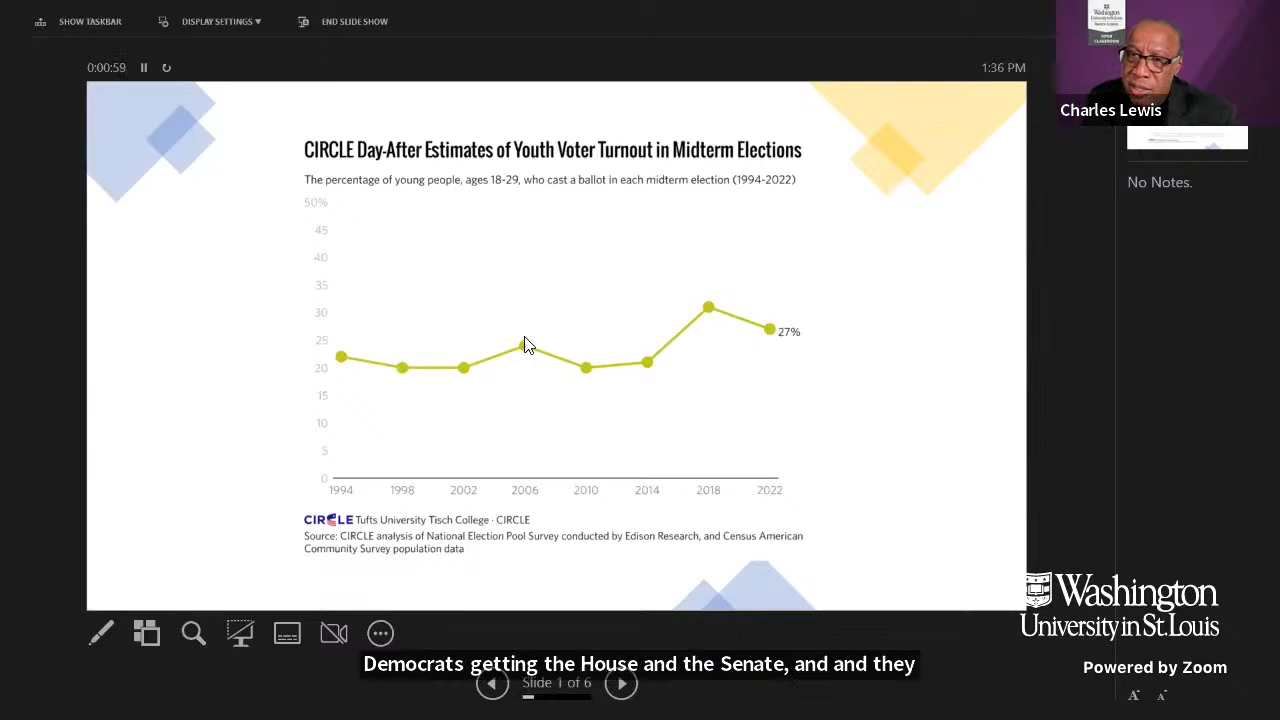 SHOW TASKBAR
DISPLAY SETTINGS
END SLIDE SHOW
Washington
OPEN
CLASSROOM
Charles Lewis
0:00:59
1:36 PM
No Notes.
CIRCLE Day-After Estimates of Youth Voter Turnout in Midterm Elections
The percentage of young people, ages 18-29, who cast a ballot in each midterm election (1994-2022)
50%
45
40
35
30
25
20
15
10
5
0
27%
1994 1998 2002 2006 2010 2014 2018 2022
CIRCLE Tufts University Tisch College · CIRCLE
Source: CIRCLE analysis of National Election Pool Survey conducted by Edison Research, and Census American
Community Survey population data
Washington
University in St. Louis
Powered by Zoom
Democrats getting the House and the Senate, and and they
Slide 1 of 6
A A